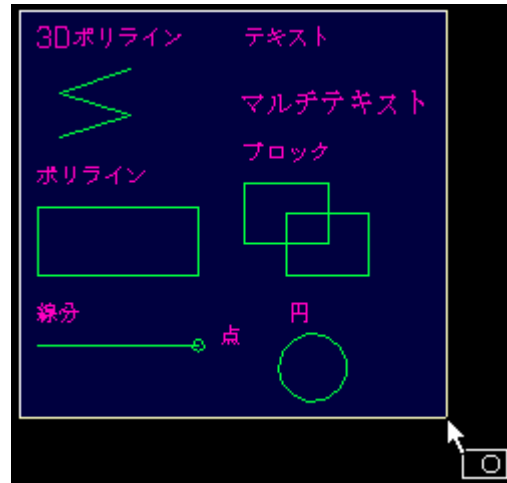 3Dポリライン
テキスト
マルチテキスト
ブロック
ポリライン
線分
点
円